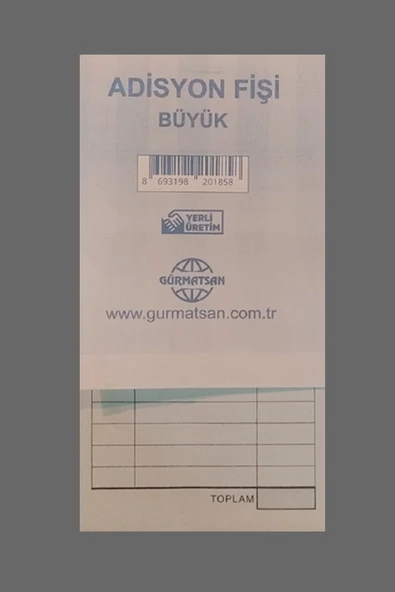 ADİSYON FİŞİ
BÜYÜK
8 693198 201858
YERLİ
ÜRETİM
GÜRMATSAN
www.gurmatsan.com.tr
TOPLAM